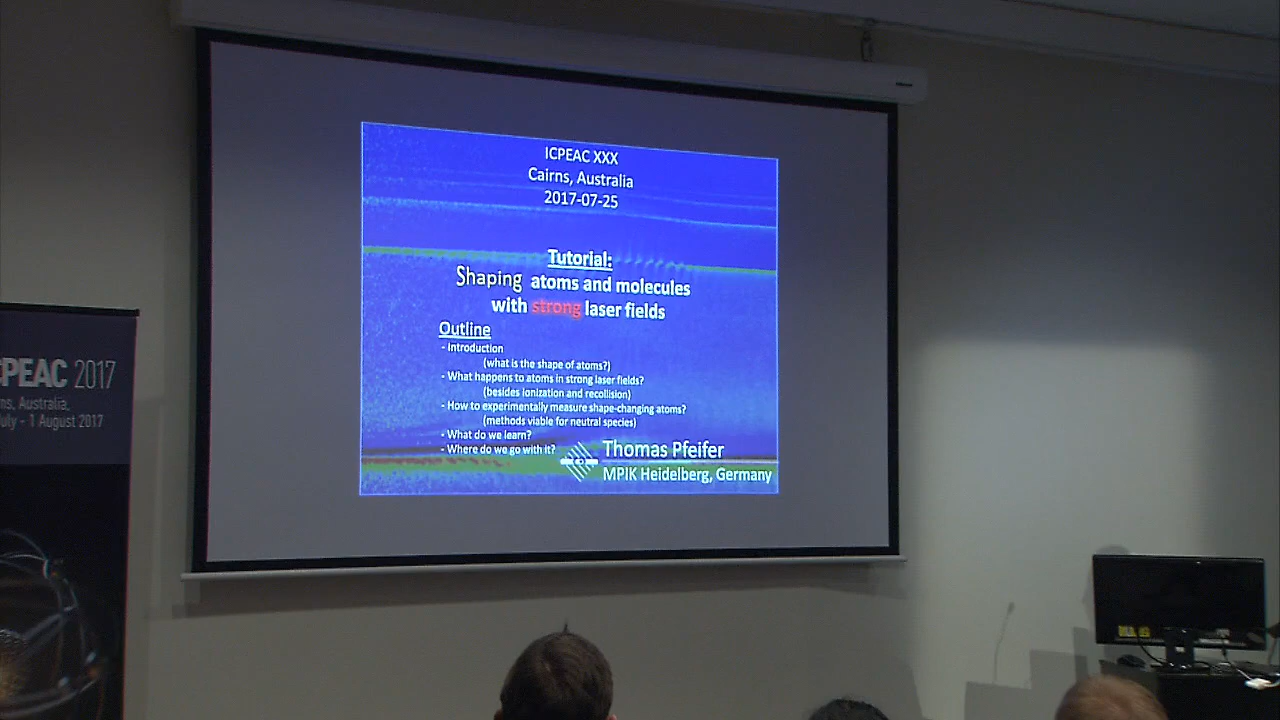 ICPEAC XXX
Cairns, Australia
2017-07-25
Tutorial:
Shaping atoms and molecules
with strong laser fields
Outline
- Introduction
(what is the shape of atoms?)
- What happens to atoms in strong laser fields?
(besides ionization and recollision)
- How to experimentally measure shape-changing atoms?
(methods viable for neutral species)
- What do we learn?
- Where do we go with it?
Thomas Pfeifer
MPIK Heidelberg, Germany
CPEAC 2017
ns, Australia,
uly - 1 August 2017